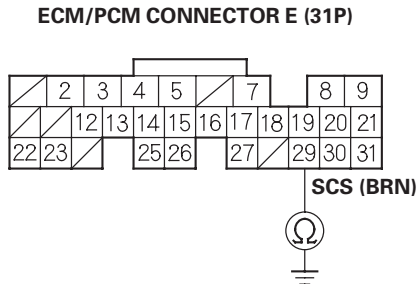 ECM/PCM CONNECTOR E (31P)
2 3 4 5 7 8 9
12 13 14 15 16 17 18 19 20 21
22 23 25 26 27 29 30 31
SCS (BRN)
Ω